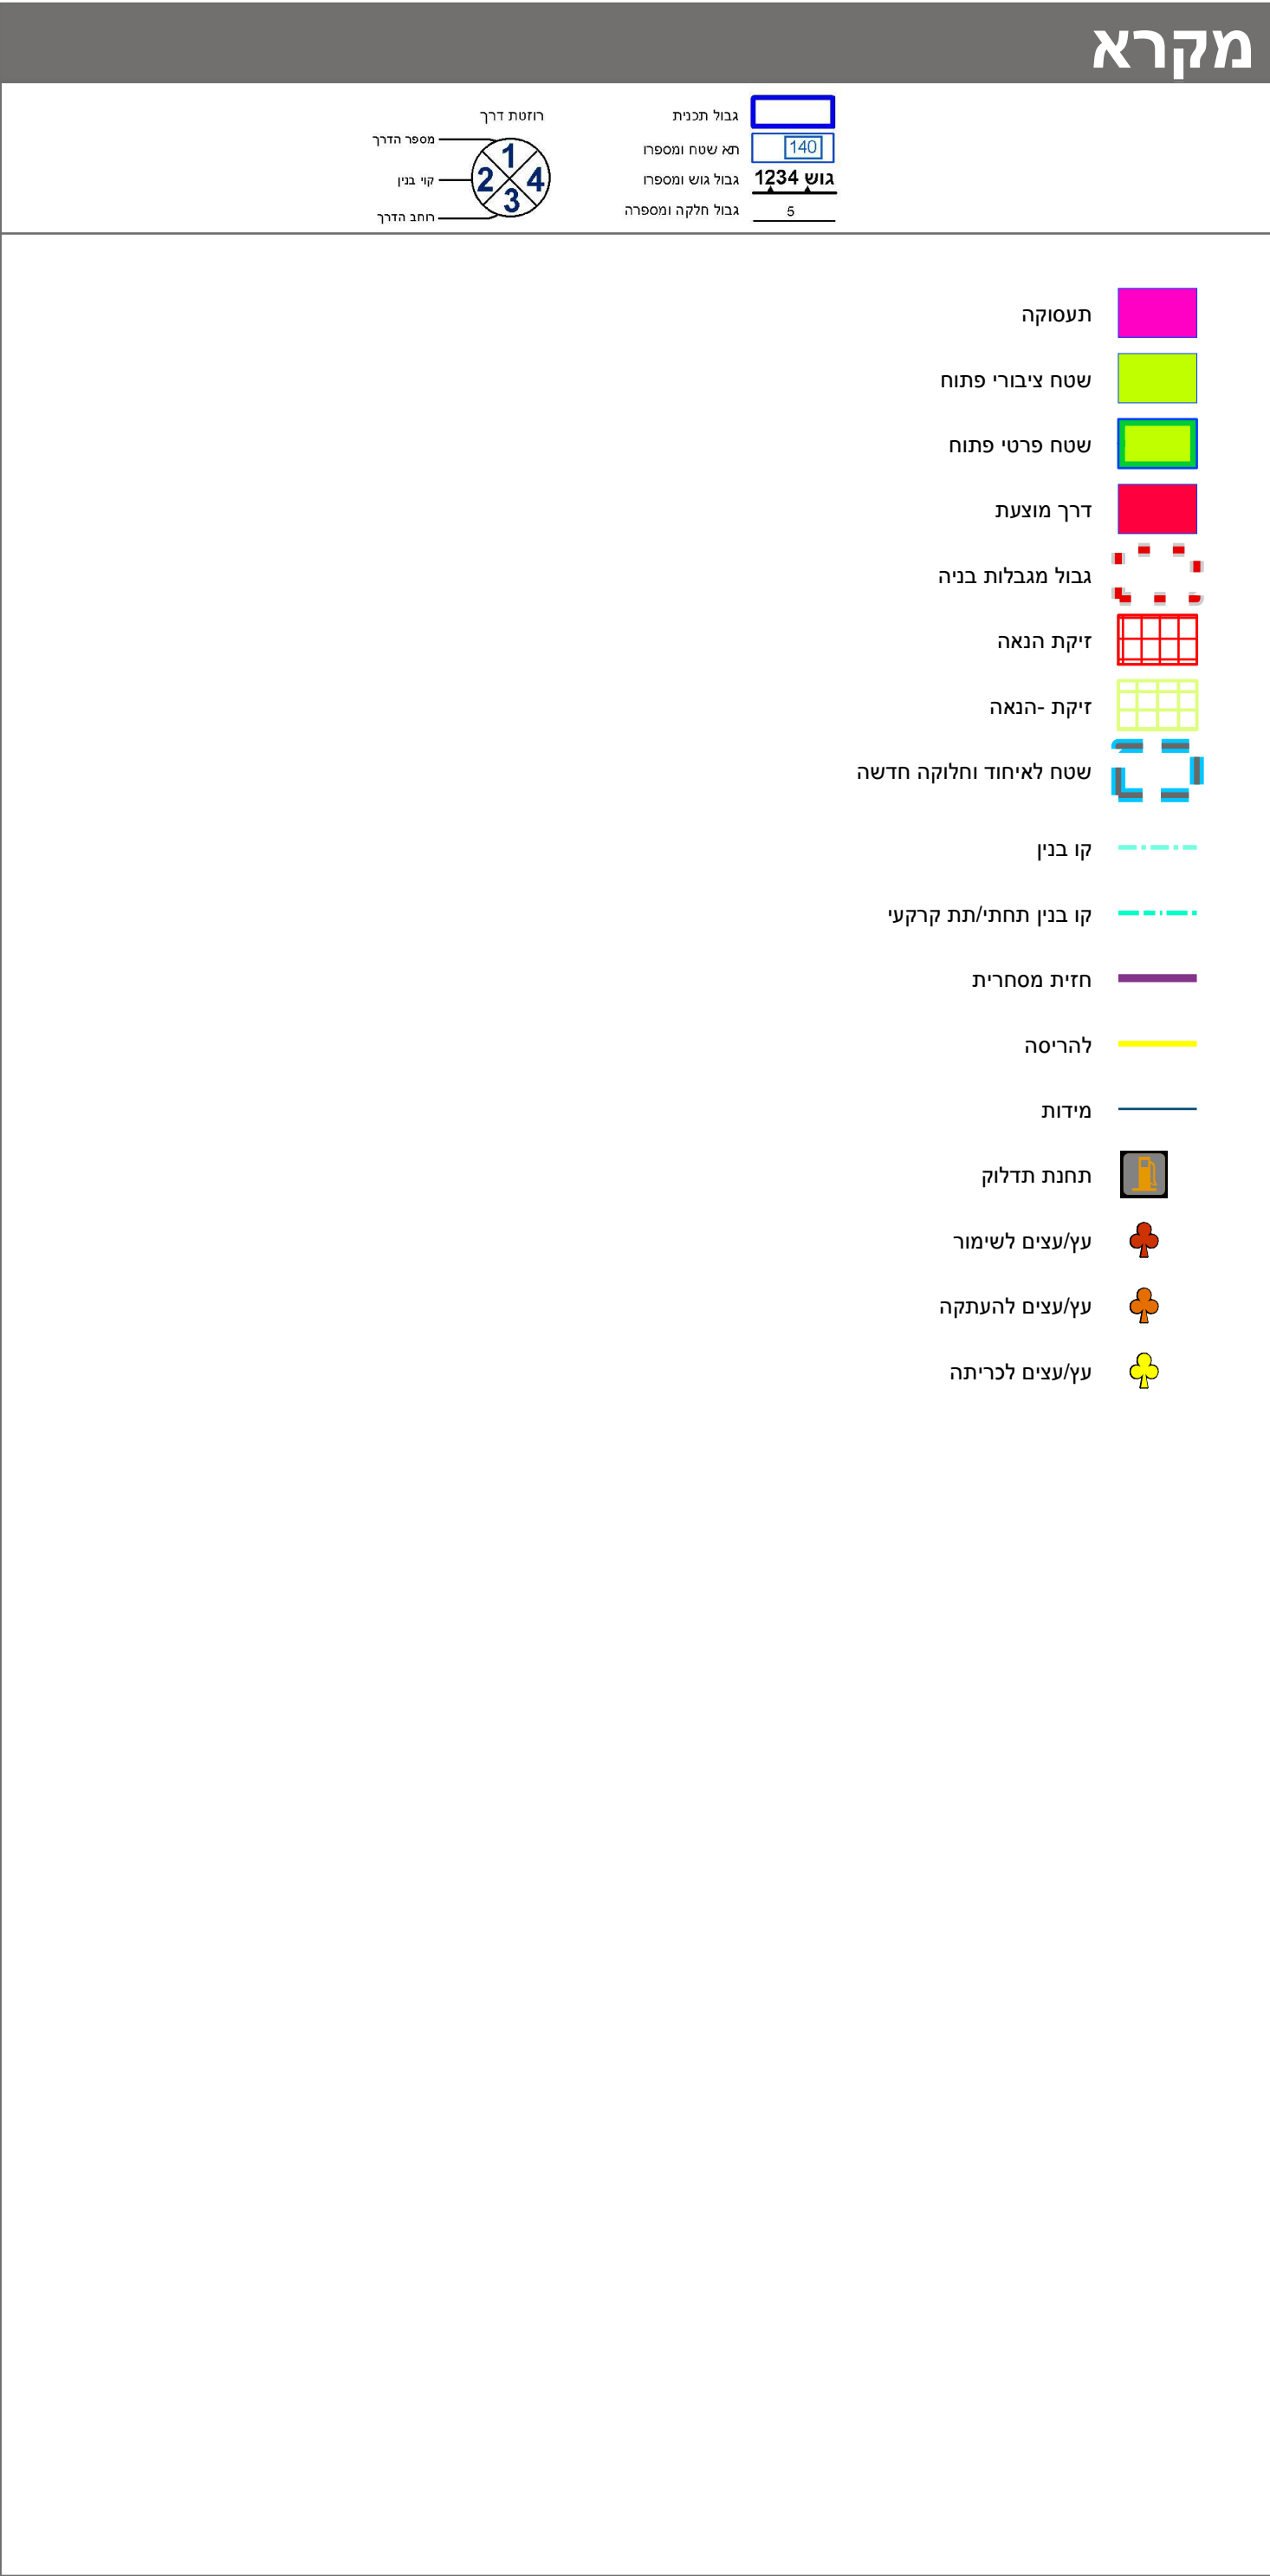 מקרא
גבול תכנית
140 תא שטח ומספרו
גוש 1234 גבול גוש ומספרו
5 גבול חלקה ומספרה
רוזטת דרך
מספר הדרך
קוי בנין
רוחב הדרך
1
2 4
3
תעסוקה
שטח ציבורי פתוח
שטח פרטי פתוח
דרך מוצעת
גבול מגבלות בניה
זיקת הנאה
זיקת -הנאה
שטח לאיחוד וחלוקה חדשה
קו בנין
קו בנין תחתי/תת קרקעי
חזית מסחרית
להריסה
מידות
תחנת תדלוק
עץ/עצים לשימור
עץ/עצים להעתקה
עץ/עצים לכריתה